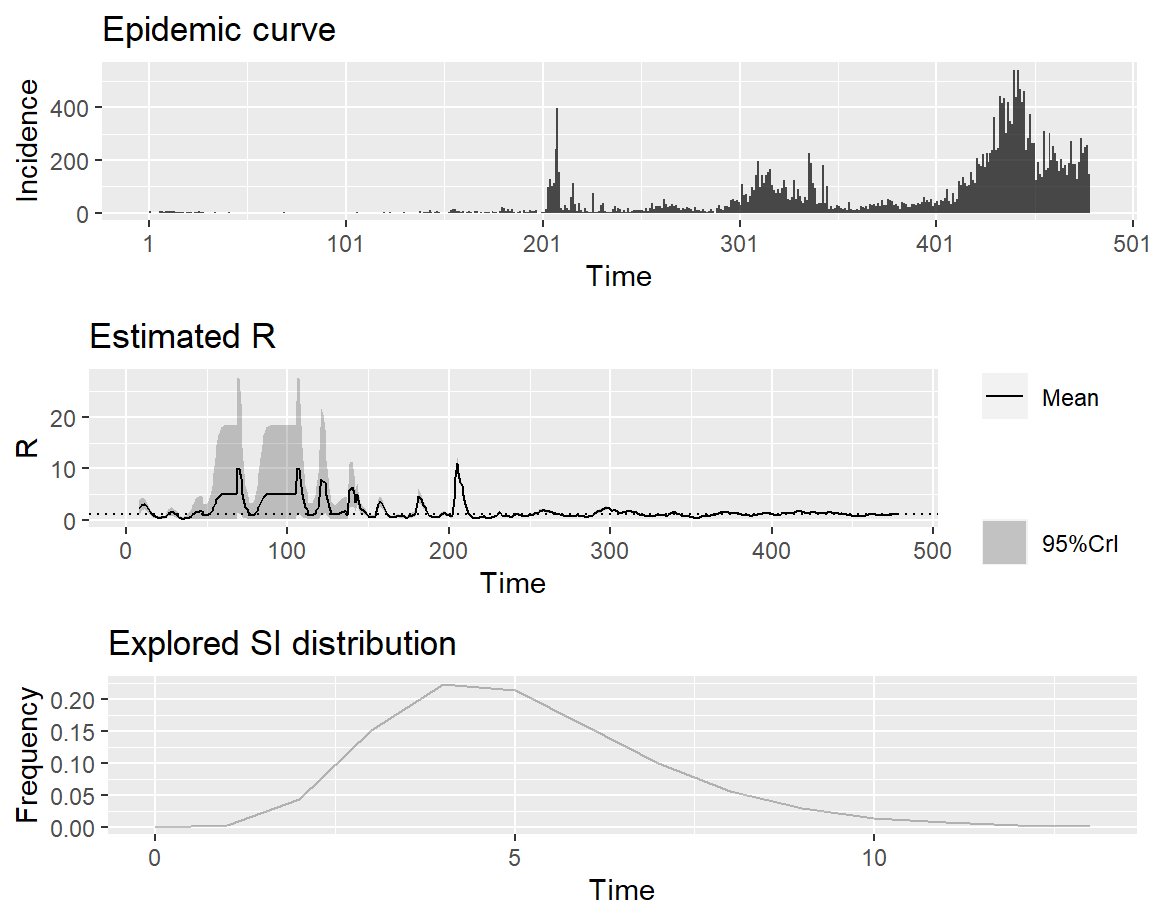 Epidemic curve
Incidence
400
200
0
1 101 201 301 401 501
Time
Estimated R
R
20
10
0
0 100 200 300 400 500
Time
Mean
95%CrI
Explored SI distribution
Frequency
0.20
0.15
0.10
0.05
0.00
0 5 10
Time